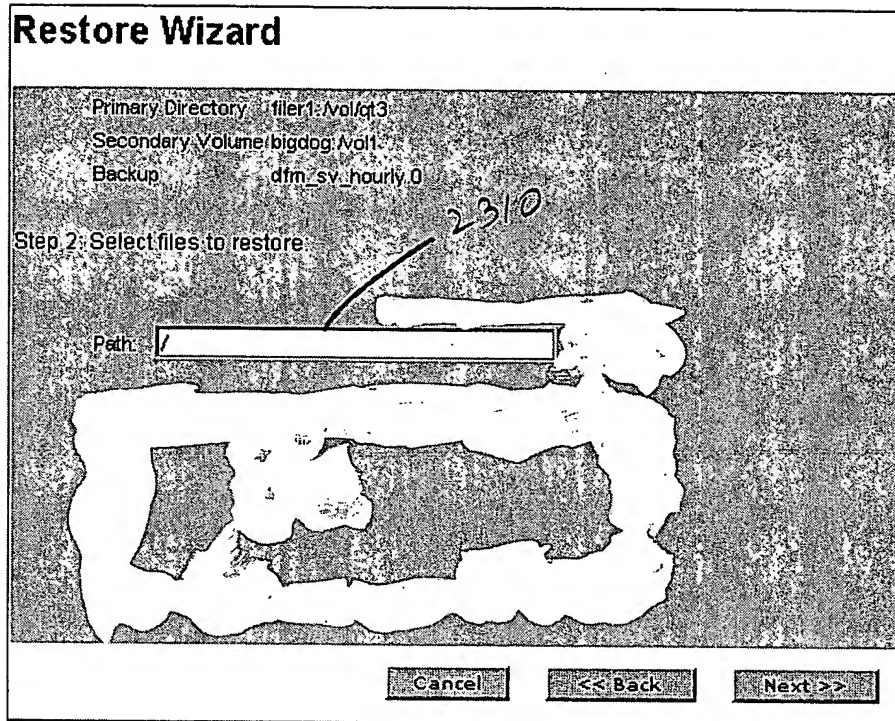 Restore Wizard
Primary Directory filer1:/vol/qt3
Secondary Volume bigdog:/vol1
Backup dfm_sv_hourly.0
2310
Step 2: Select files to restore:
Path: /
Cancel << Back Next >>